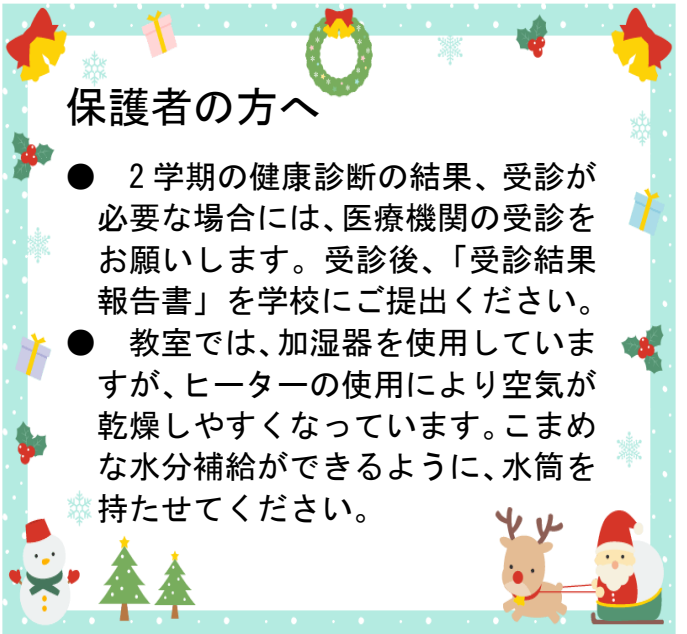 保護者の方へ
●　2学期の健康診断の結果、受診が
必要な場合には、医療機関の受診を
お願いします。受診後、「受診結果
報告書」を学校にご提出ください。
●　教室では、加湿器を使用していま
すが、ヒーターの使用により空気が
乾燥しやすくなっています。こまめ
な水分補給ができるように、水筒を
持たせてください。